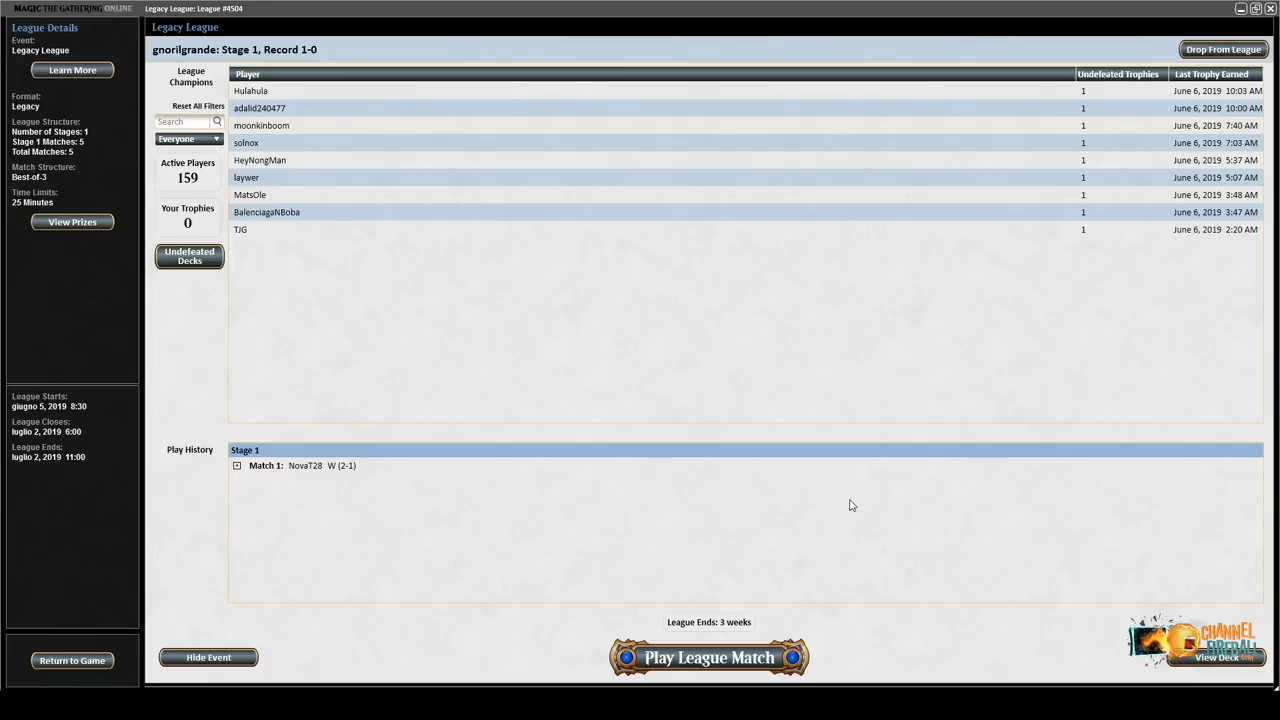 MAGIC THE GATHERING ONLINE
Legacy League: League #4504
League Details
Event:
Legacy League
Learn More
Format:
Legacy
League Structure:
Number of Stages: 1
Stage 1 Matches: 5
Total Matches: 5
Match Structure:
Best-of-3
Time Limits:
25 Minutes
View Prizes
League Starts:
giugno 5, 2019 8:30
League Closes:
luglio 2, 2019 6:00
League Ends:
luglio 2, 2019 11:00
Return to Game
Legacy League
gnorilgrande: Stage 1, Record 1-0
Drop From League
League
Champions
Reset All Filters
Search
Everyone
Active Players
159
Your Trophies
0
Undefeated
Decks
Player Undefeated Trophies Last Trophy Earned
Hulahula 1 June 6, 2019 10:03 AM
adalid240477 1 June 6, 2019 10:00 AM
moonkinboom 1 June 6, 2019 7:40 AM
solnox 1 June 6, 2019 7:03 AM
HeyNongMan 1 June 6, 2019 5:37 AM
laywer 1 June 6, 2019 5:07 AM
MatsOle 1 June 6, 2019 3:48 AM
BalenciagaNBoba 1 June 6, 2019 3:47 AM
TJG 1 June 6, 2019 2:20 AM
Play History
Stage 1
Match 1: NovaT28 W (2-1)
League Ends: 3 weeks
Hide Event
Play League Match
CHANNEL
FIREBALL
.COM
View Deck